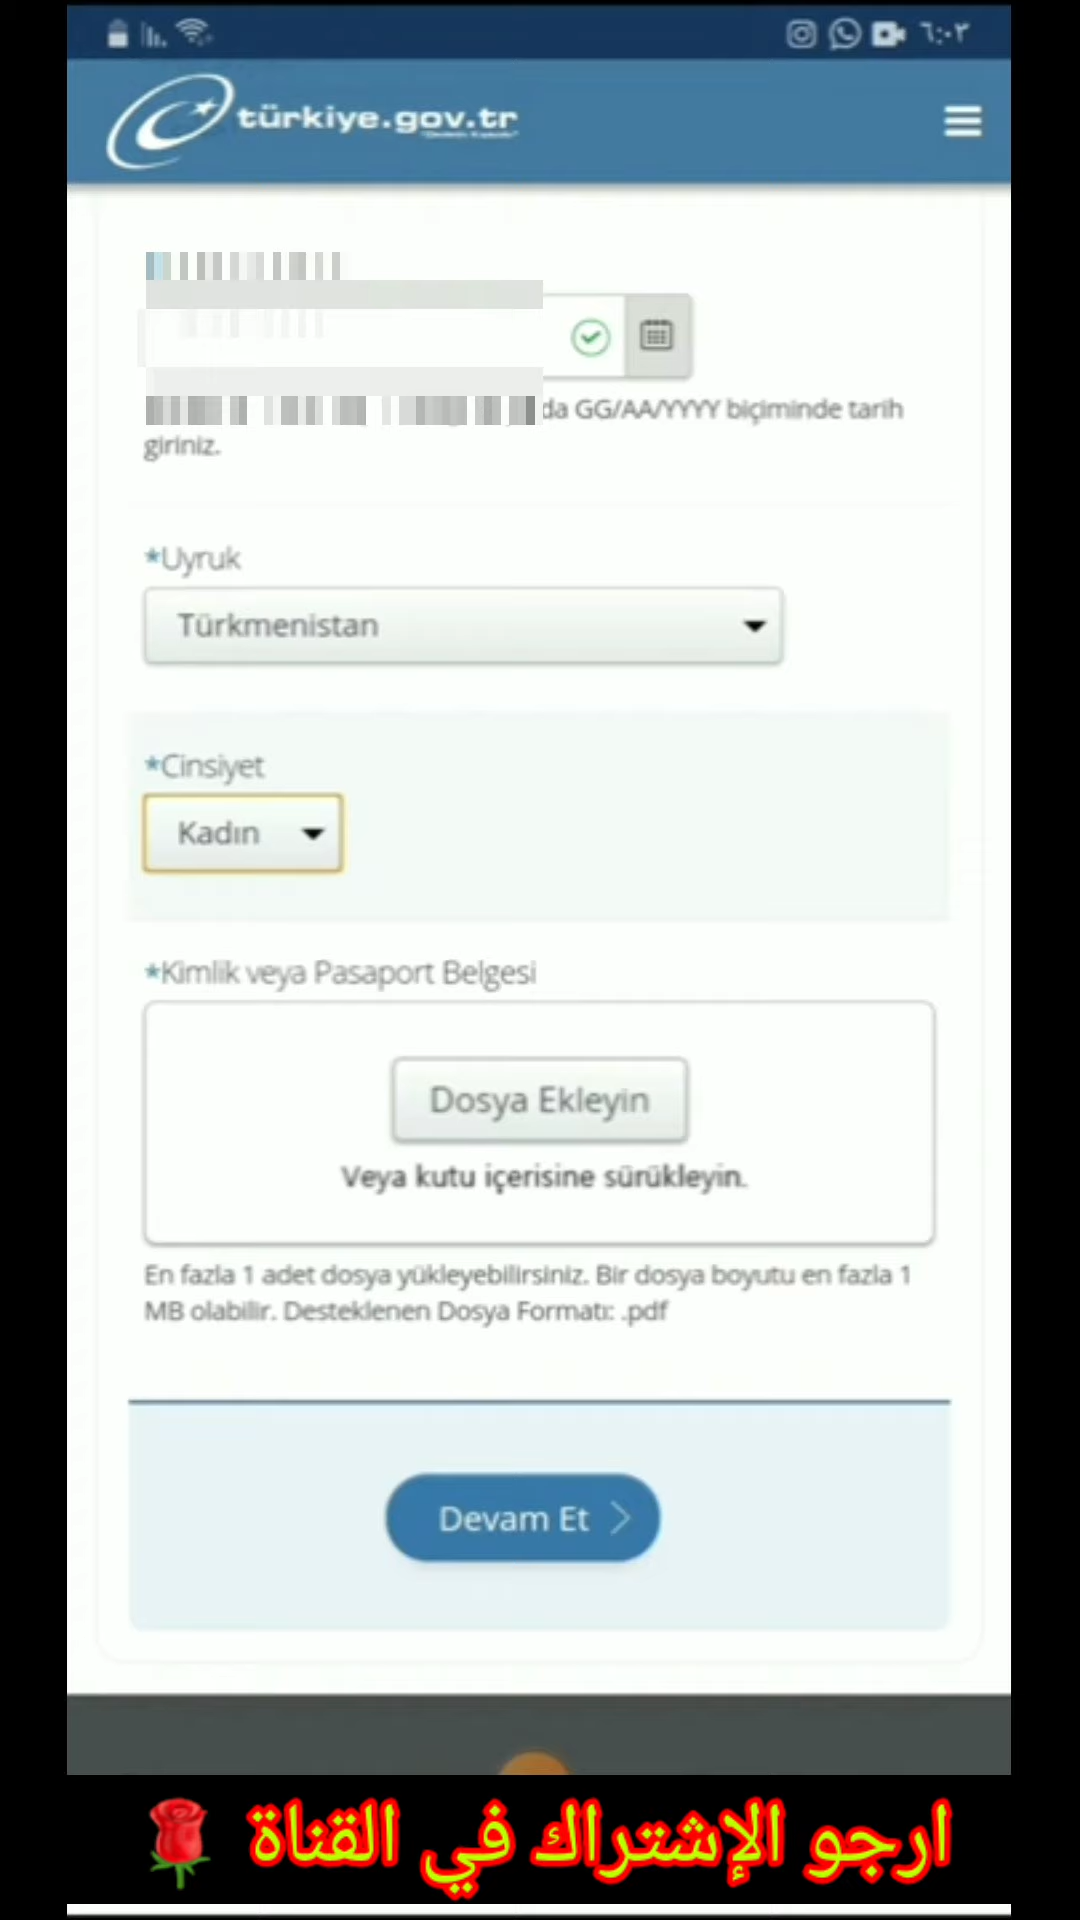 ٦:٠٣
türkiye.gov.tr
da GG/AA/YYYY biçiminde tarih
giriniz.
*Uyruk
Türkmenistan
*Cinsiyet
Kadın
*Kimlik veya Pasaport Belgesi
Dosya Ekleyin
Veya kutu içerisine sürükleyin.
En fazla 1 adet dosya yükleyebilirsiniz. Bir dosya boyutu en fazla 1
MB olabilir. Desteklenen Dosya Formatı: .pdf
Devam Et
ارجو الإشتراك في القناة 🌹